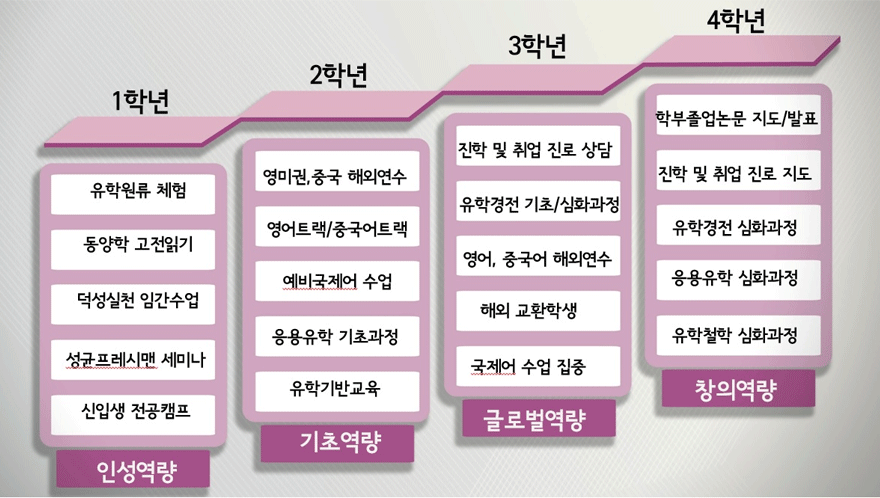 1학년
유학원류 체험
동양학 고전읽기
덕성실천 임간수업
성균프레시맨 세미나
신입생 전공캠프
인성역량
2학년
영미권,중국 해외연수
영어트랙/중국어트랙
예비국제어 수업
응용유학 기초과정
유학기반교육
기초역량
3학년
진학 및 취업 진로 상담
유학경전 기초/심화과정
영어, 중국어 해외연수
해외 교환학생
국제어 수업 집중
글로벌역량
4학년
학부졸업논문 지도/발표
진학 및 취업 진로 지도
유학경전 심화과정
응용유학 심화과정
유학철학 심화과정
창의역량